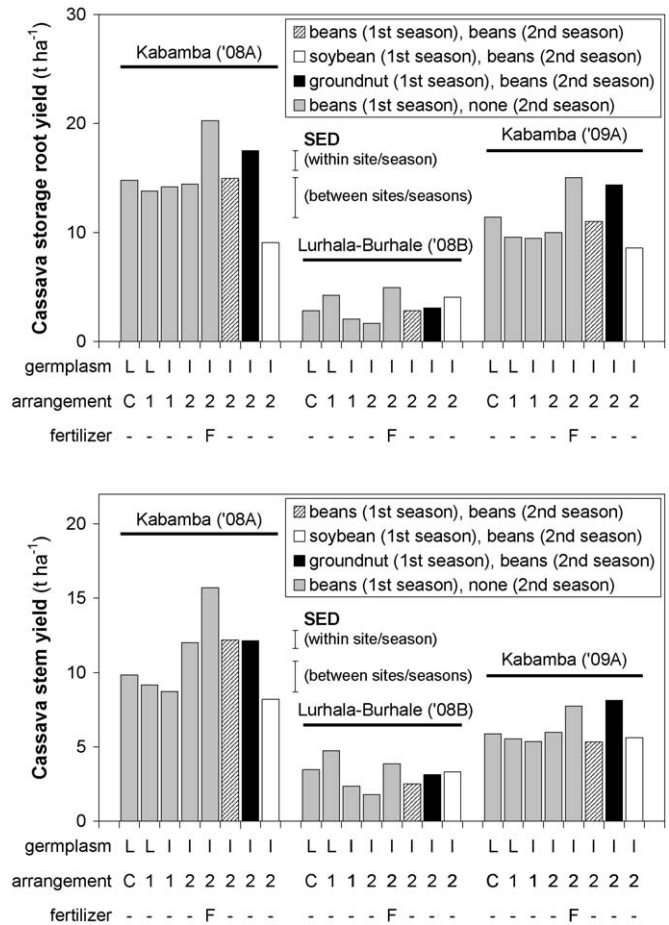 Cassava storage root yield (t ha-1)
30
20
10
0
Kabamba ('08A)
beans (1st season), beans (2nd season)
soybean (1st season), beans (2nd season)
groundnut (1st season), beans (2nd season)
beans (1st season), none (2nd season)
SED
(within site/season)
(between sites/seasons)
Lurhala-Burhale ('08B)
Kabamba ('09A)
germplasm L L I I I I I I L L I I I I I I L L I I I I I I
arrangement C 1 1 2 2 2 2 2 C 1 1 2 2 2 2 2 C 1 1 2 2 2 2 2
fertilizer - - - - F - - - - - - - F - - - - - - - F - - -
Cassava stem yield (t ha-1)
20
15
10
5
0
Kabamba ('08A)
beans (1st season), beans (2nd season)
soybean (1st season), beans (2nd season)
groundnut (1st season), beans (2nd season)
beans (1st season), none (2nd season)
SED
(within site/season)
(between sites/seasons)
Lurhala-Burhale ('08B)
Kabamba ('09A)
germplasm L L I I I I I I L L I I I I I I L L I I I I I I
arrangement C 1 1 2 2 2 2 2 C 1 1 2 2 2 2 2 C 1 1 2 2 2 2 2
fertilizer - - - - F - - - - - - - F - - - - - - - F - - -